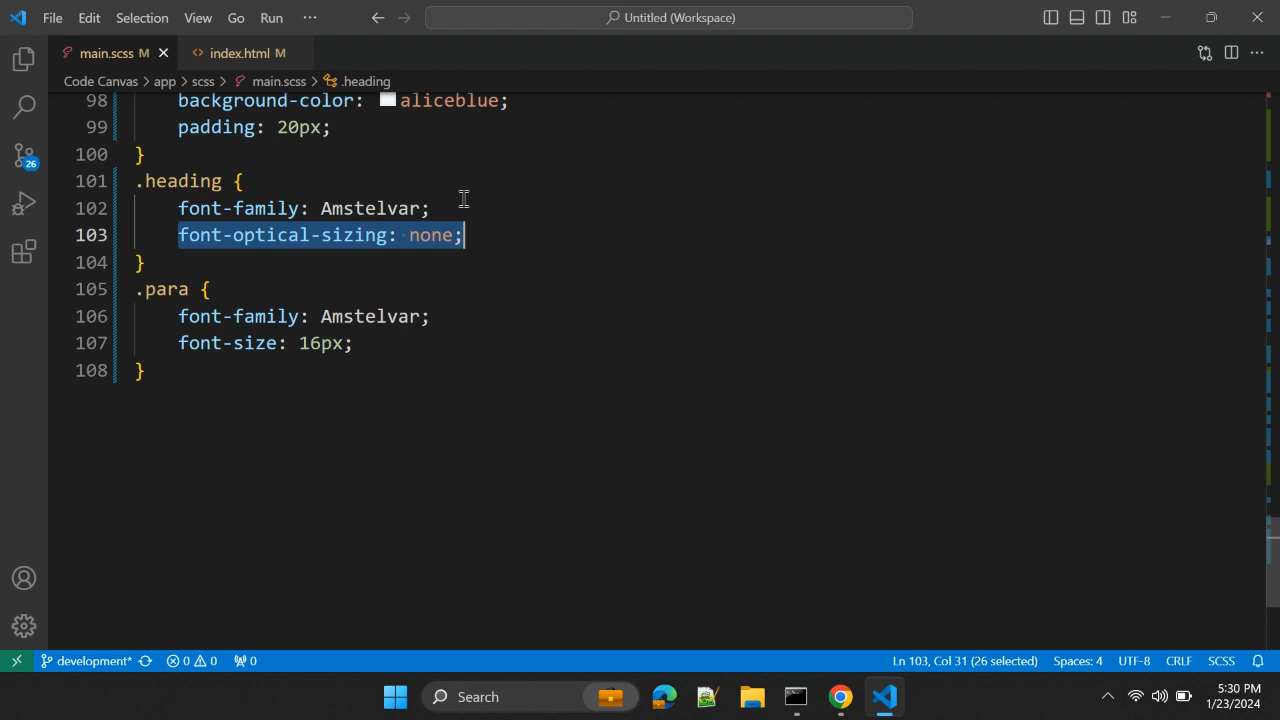 File Edit Selection View Go Run ··· Untitled (Workspace)
main.scss M index.html M
Code Canvas > app > scss > main.scss > .heading
98 background-color: aliceblue;
99 padding: 20px;
100 }
101 .heading {
102 font-family: Amstelvar;
103 font-optical-sizing: none;
104 }
105 .para {
106 font-family: Amstelvar;
107 font-size: 16px;
108 }
26
development* 0 0 0 Ln 103, Col 31 (26 selected) Spaces: 4 UTF-8 CRLF SCSS
Search
5:30 PM
1/23/2024